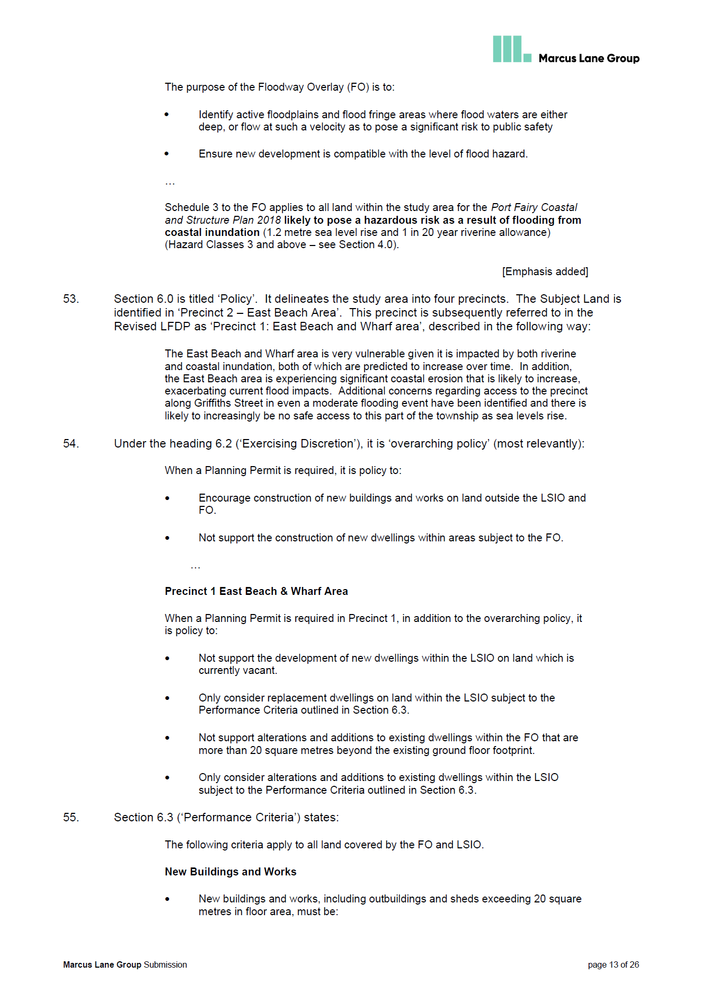 Marcus Lane Group
The purpose of the Floodway Overlay (FO) is to:
• Identify active floodplains and flood fringe areas where flood waters are either
deep, or flow at such a velocity as to pose a significant risk to public safety
• Ensure new development is compatible with the level of flood hazard.
…
Schedule 3 to the FO applies to all land within the study area for the Port Fairy Coastal
and Structure Plan 2018 likely to pose a hazardous risk as a result of flooding from
coastal inundation (1.2 metre sea level rise and 1 in 20 year riverine allowance)
(Hazard Classes 3 and above – see Section 4.0).
[Emphasis added]
53. Section 6.0 is titled ‘Policy’. It delineates the study area into four precincts. The Subject Land is
identified in ‘Precinct 2 – East Beach Area’. This precinct is subsequently referred to in the
Revised LFDP as ‘Precinct 1: East Beach and Wharf area’, described in the following way:
The East Beach and Wharf area is very vulnerable given it is impacted by both riverine
and coastal inundation, both of which are predicted to increase over time. In addition,
the East Beach area is experiencing significant coastal erosion that is likely to increase,
exacerbating current flood impacts. Additional concerns regarding access to the precinct
along Griffiths Street in even a moderate flooding event have been identified and there is
likely to increasingly be no safe access to this part of the township as sea levels rise.
54. Under the heading 6.2 (‘Exercising Discretion’), it is ‘overarching policy’ (most relevantly):
When a Planning Permit is required, it is policy to:
• Encourage construction of new buildings and works on land outside the LSIO and
FO.
• Not support the construction of new dwellings within areas subject to the FO.
…
Precinct 1 East Beach & Wharf Area
When a Planning Permit is required in Precinct 1, in addition to the overarching policy, it
is policy to:
• Not support the development of new dwellings within the LSIO on land which is
currently vacant.
• Only consider replacement dwellings on land within the LSIO subject to the
Performance Criteria outlined in Section 6.3.
• Not support alterations and additions to existing dwellings within the FO that are
more than 20 square metres beyond the existing ground floor footprint.
• Only consider alterations and additions to existing dwellings within the LSIO
subject to the Performance Criteria outlined in Section 6.3.
55. Section 6.3 (‘Performance Criteria’) states:
The following criteria apply to all land covered by the FO and LSIO.
New Buildings and Works
• New buildings and works, including outbuildings and sheds exceeding 20 square
metres in floor area, must be:
Marcus Lane Group Submission page 13 of 26